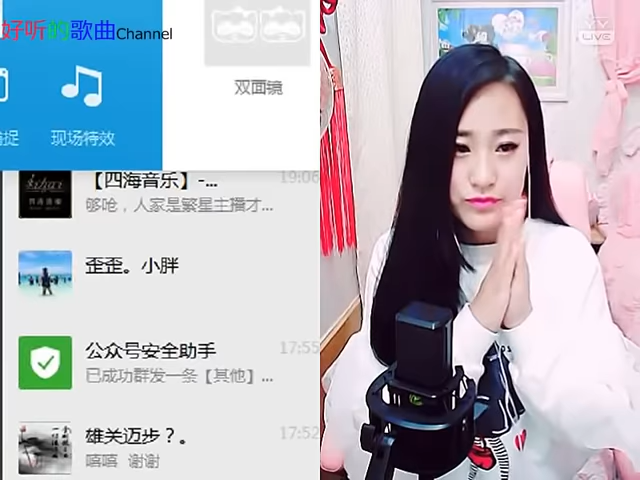 好听的歌曲Channel
双面镜
捉
现场特效
【四海音乐】-... 19:06
够呛，人家是繁星主播才...
歪歪。小胖
公众号安全助手 17:55
已成功群发一条【其他】...
雄关迈步？。 17:52
嘻嘻 谢谢
LIVE